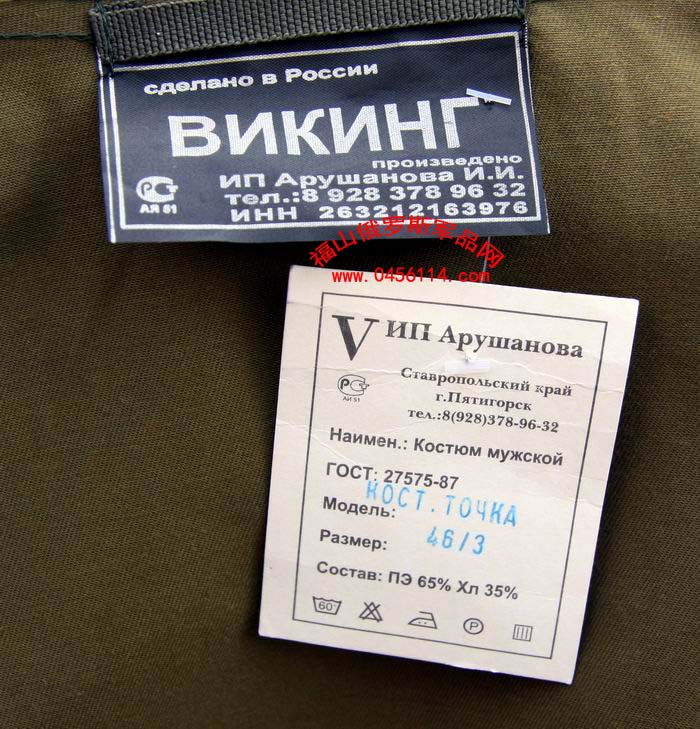 сделано в России
ВИКИНГ
произведено
ИП Арушанова И.И.
тел.:8 928 378 96 32
ИНН 263212163976
РСТ
АЯ 51
福山俄罗斯军品网
www.0456114.com
V ИП Арушанова
РСТ
АИ 51
Ставропольский край
г.Пятигорск
тел.:8(928)378-96-32
Наимен.: Костюм мужской
ГОСТ: 27575-87
Модель: КОСТ. ТОЧКА
Размер: 46/3
Состав: ПЭ 65% Хл 35%
60° P